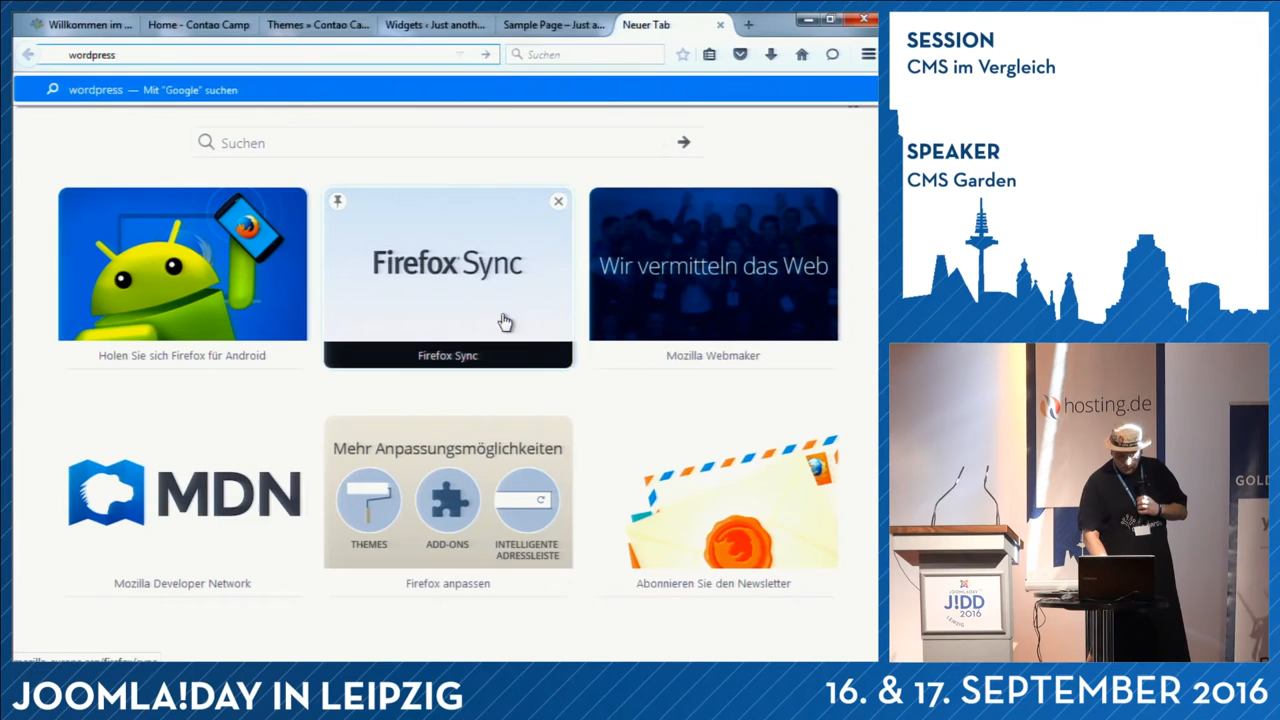 Willkommen im ...
Home - Contao Camp
Themes » Contao Ca...
Widgets ‹ Just anoth...
Sample Page – Just a...
Neuer Tab
wordpress
Suchen
wordpress — Mit "Google" suchen
Suchen
Firefox Sync
Wir vermitteln das Web
Holen Sie sich Firefox für Android
Firefox Sync
Mozilla Webmaker
MDN
Mehr Anpassungsmöglichkeiten
THEMES
ADD-ONS
INTELLIGENTE
ADRESSLEISTE
Mozilla Developer Network
Firefox anpassen
Abonnieren Sie den Newsletter
SESSION
CMS im Vergleich
SPEAKER
CMS Garden
hosting.de
GOLD
JOOMLADAY
J!DD
2016
LEIPZIG
JOOMLA!DAY IN LEIPZIG
16. & 17. SEPTEMBER 2016